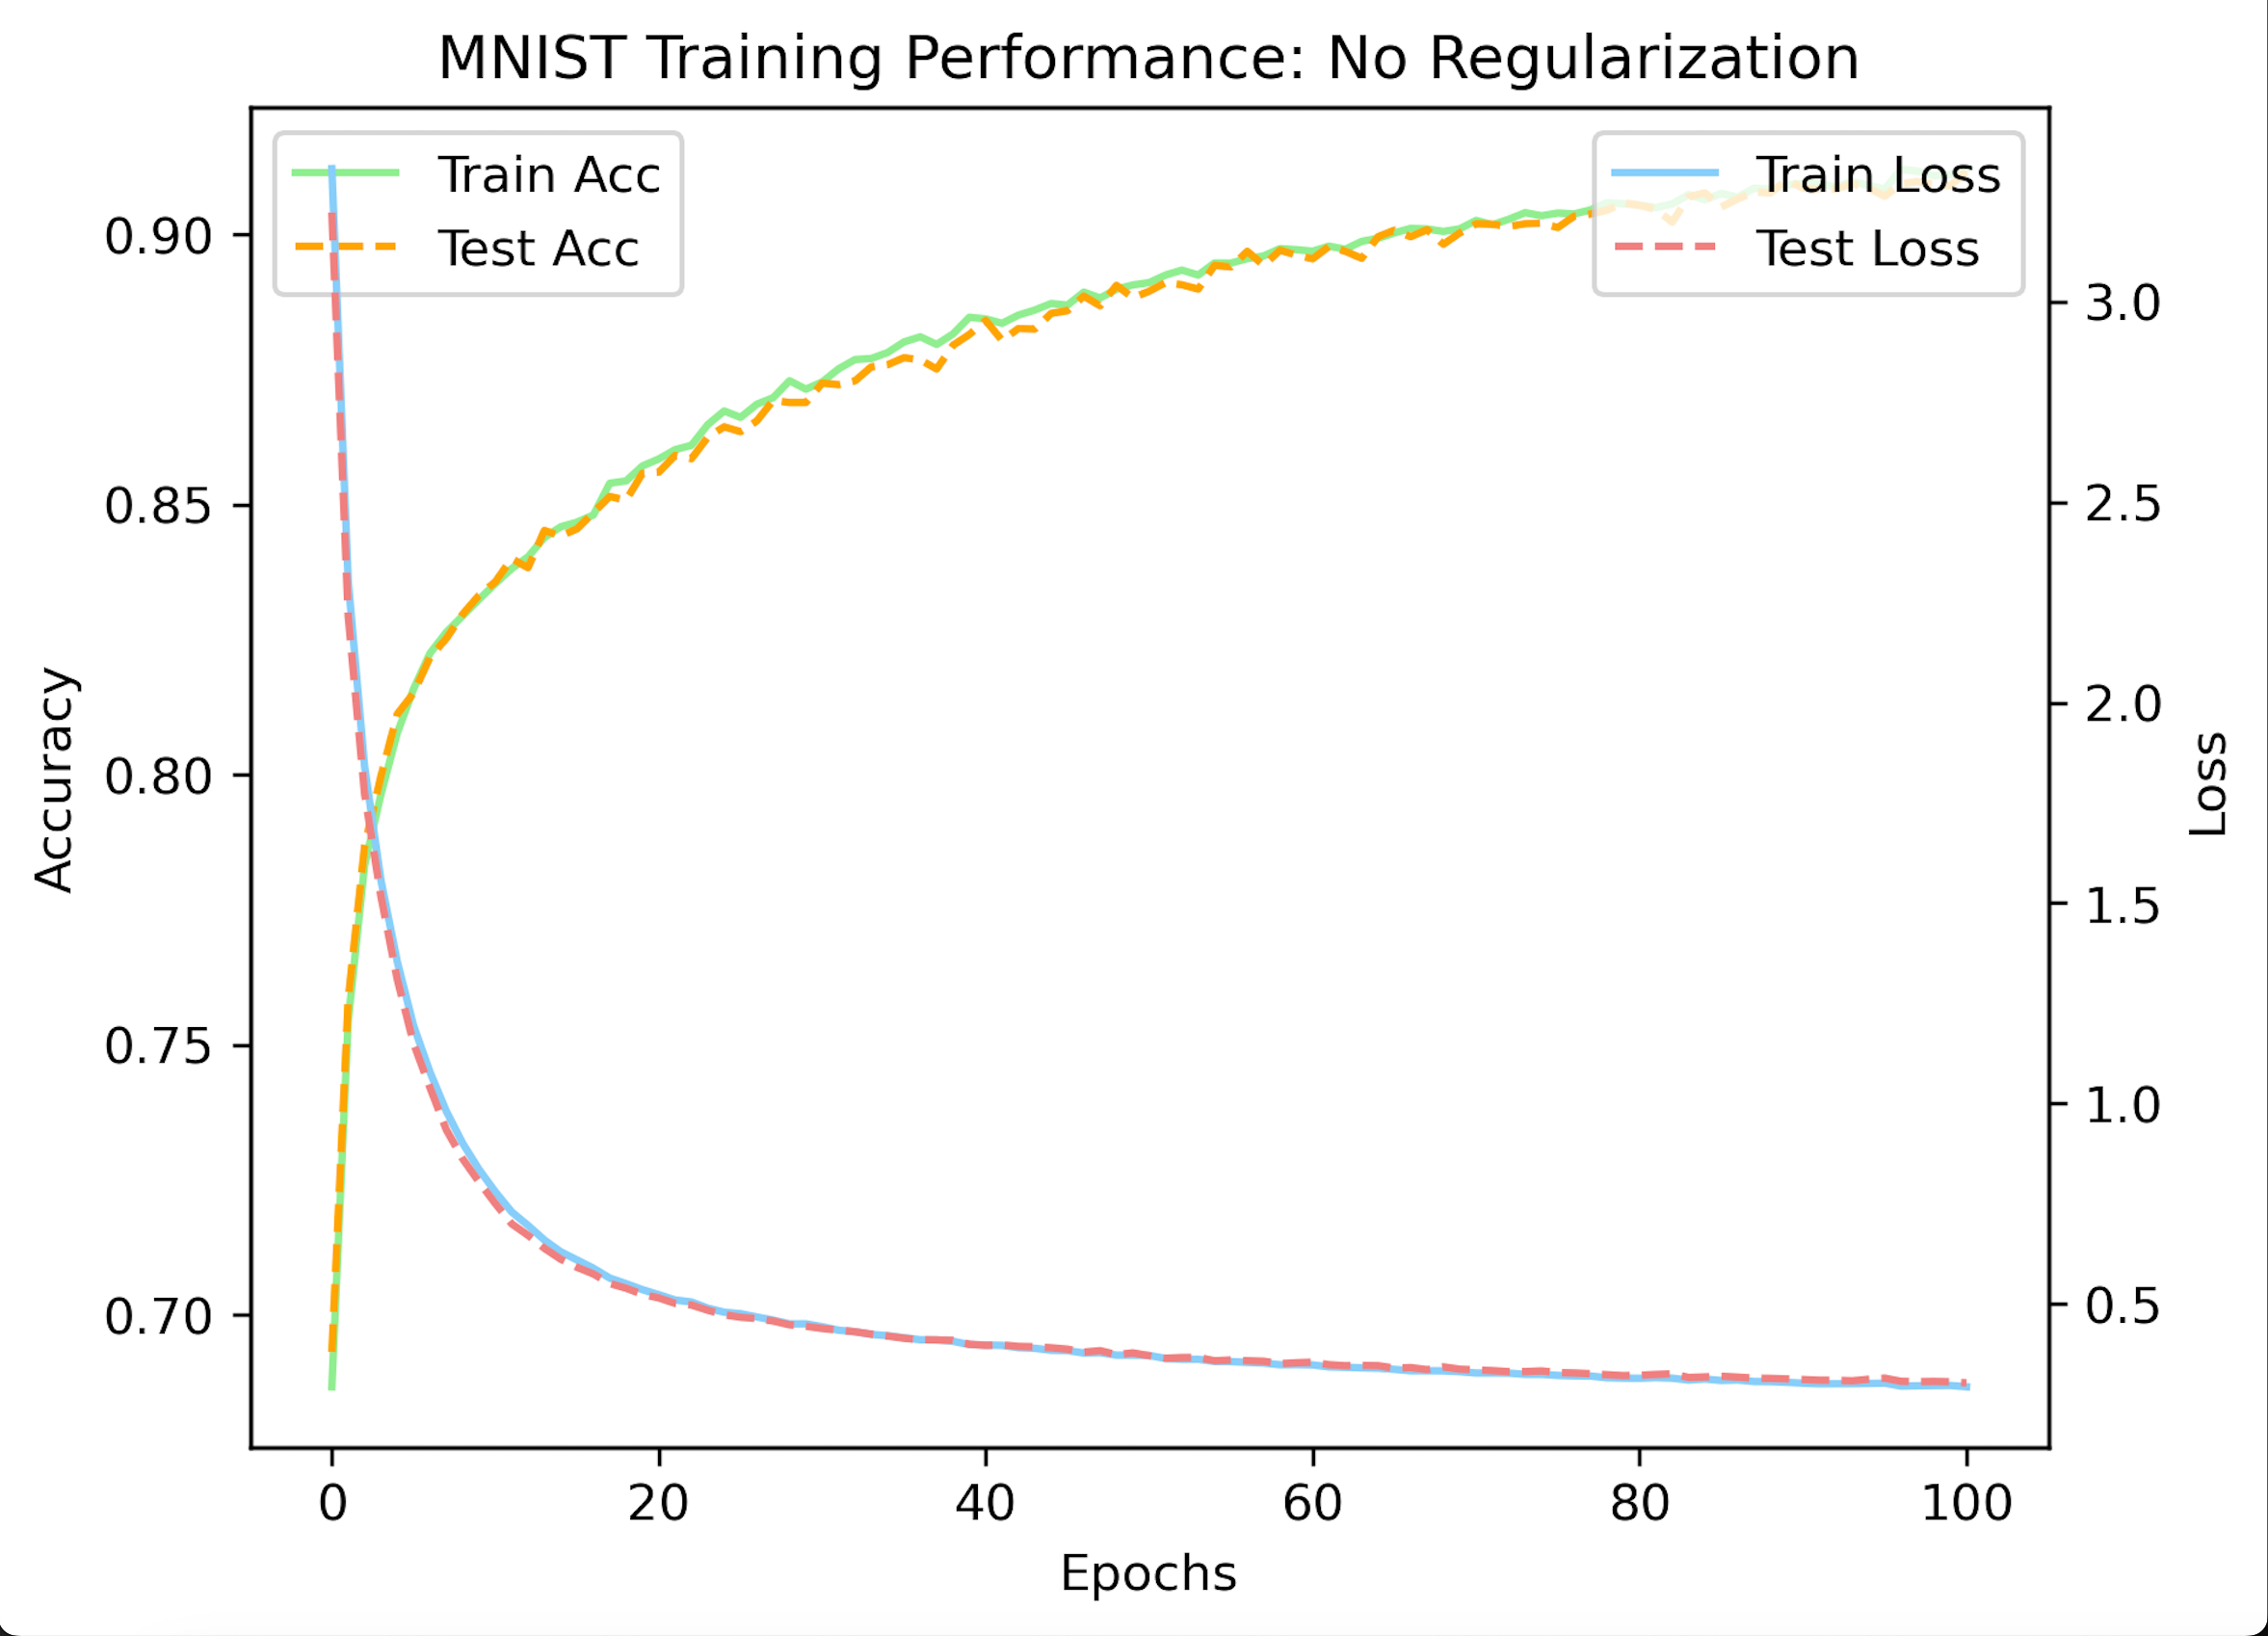 MNIST Training Performance: No Regularization
Train Acc
Test Acc
Train Loss
Test Loss
0.90
0.85
0.80
0.75
0.70
Accuracy
3.0
2.5
2.0
1.5
1.0
0.5
Loss
0 20 40 60 80 100
Epochs